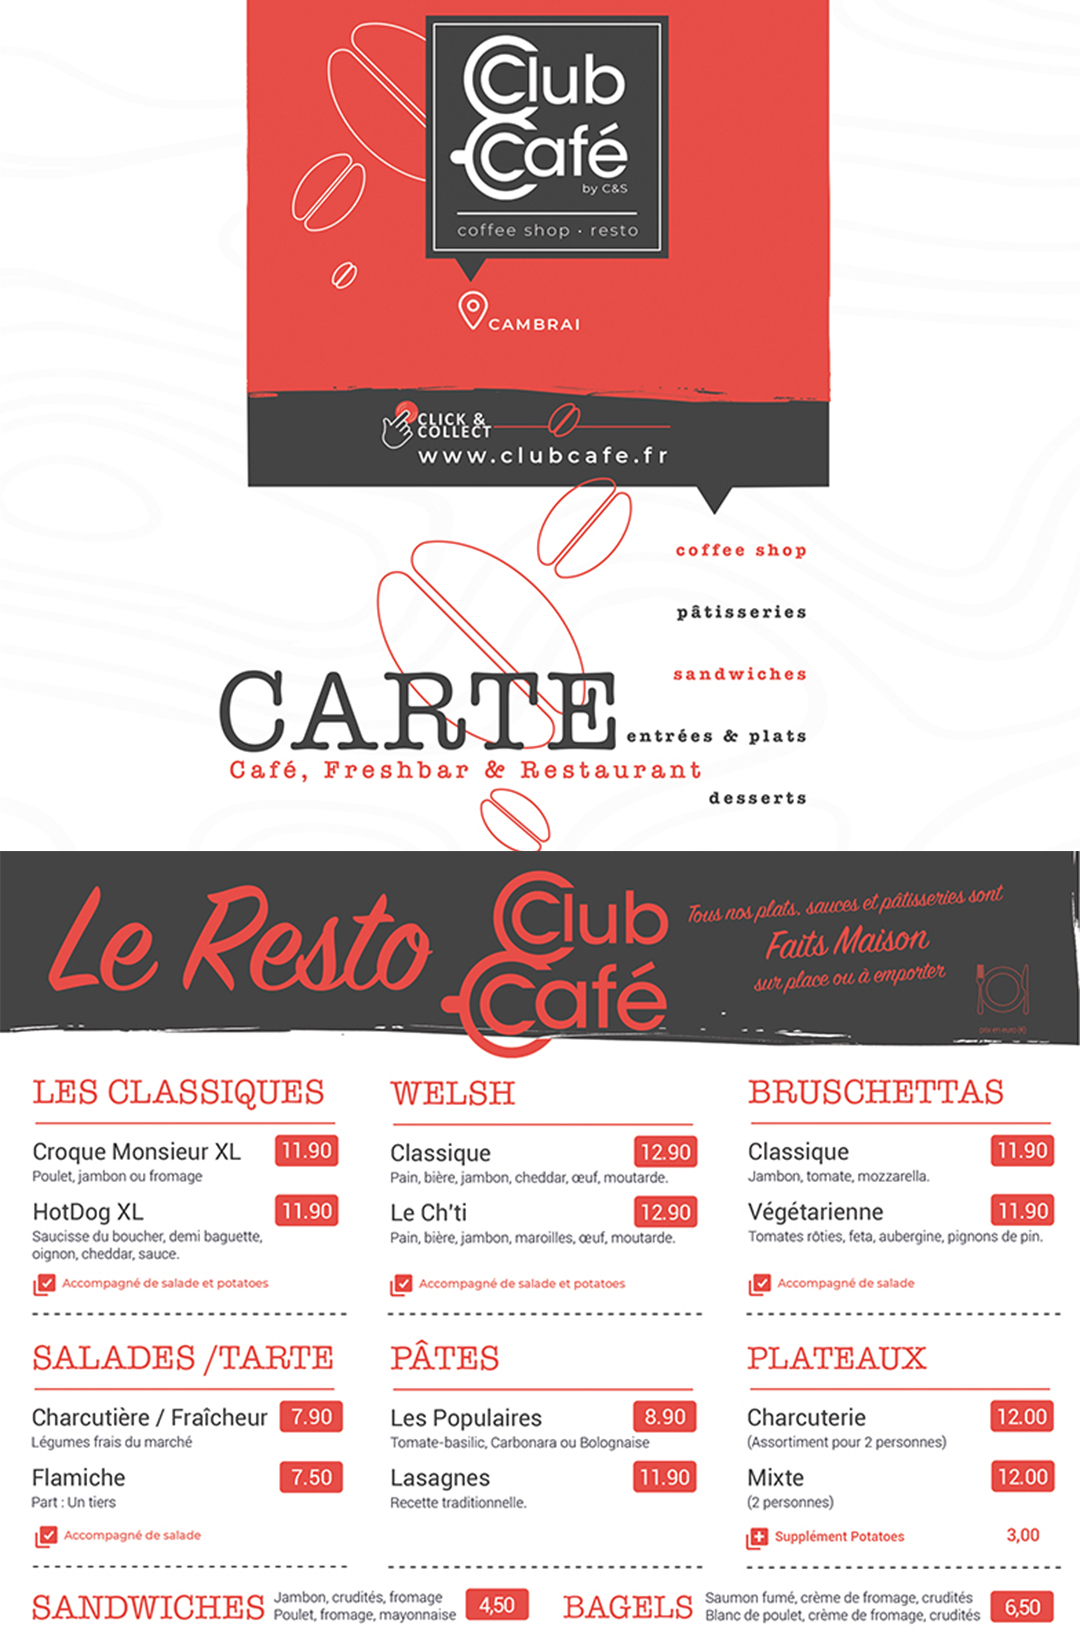 Club
Café
by C&S
coffee shop · resto
CAMBRAI
CLICK &
COLLECT
www.clubcafe.fr
coffee shop
pâtisseries
sandwiches
CARTE
entrées & plats
Café, Freshbar & Restaurant
desserts
Le Resto
Club
Café
Tous nos plats, sauces et pâtisseries sont
Faits Maison
sur place ou à emporter
prix en euro (€)
LES CLASSIQUES
Croque Monsieur XL 11.90
Poulet, jambon ou fromage
HotDog XL 11.90
Saucisse du boucher, demi baguette,
oignon, cheddar, sauce.
Accompagné de salade et potatoes
WELSH
Classique 12.90
Pain, bière, jambon, cheddar, œuf, moutarde.
Le Ch'ti 12.90
Pain, bière, jambon, maroilles, œuf, moutarde.
Accompagné de salade et potatoes
BRUSCHETTAS
Classique 11.90
Jambon, tomate, mozzarella.
Végétarienne 11.90
Tomates rôties, feta, aubergine, pignons de pin.
Accompagné de salade
SALADES /TARTE
Charcutière / Fraîcheur 7.90
Légumes frais du marché
Flamiche 7.50
Part : Un tiers
Accompagné de salade
PÂTES
Les Populaires 8.90
Tomate-basilic, Carbonara ou Bolognaise
Lasagnes 11.90
Recette traditionnelle.
PLATEAUX
Charcuterie 12.00
(Assortiment pour 2 personnes)
Mixte 12.00
(2 personnes)
Supplément Potatoes 3,00
SANDWICHES
Jambon, crudités, fromage
Poulet, fromage, mayonnaise
4,50
BAGELS
Saumon fumé, crème de fromage, crudités
Blanc de poulet, crème de fromage, crudités
6,50